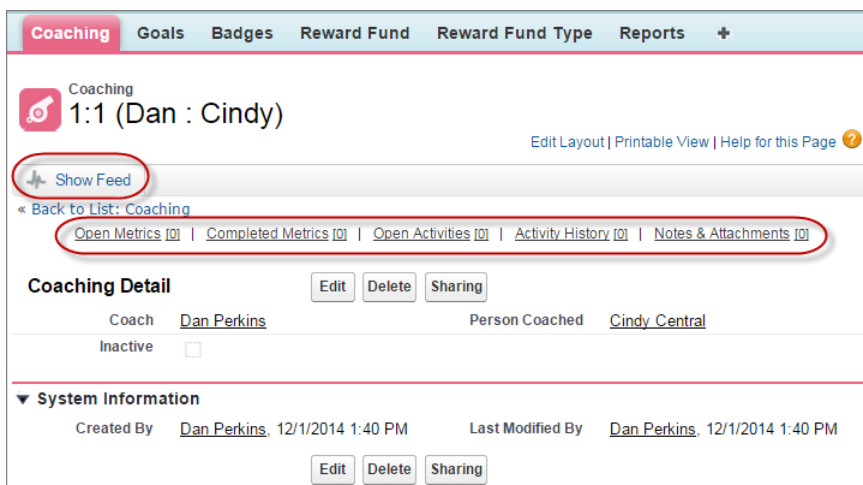 Coaching Goals Badges Reward Fund Reward Fund Type Reports +
Coaching
1:1 (Dan : Cindy)
Edit Layout | Printable View | Help for this Page ?
Show Feed
« Back to List: Coaching
Open Metrics [0] | Completed Metrics [0] | Open Activities [0] | Activity History [0] | Notes & Attachments [0]
Coaching Detail Edit Delete Sharing
Coach Dan Perkins Person Coached Cindy Central
Inactive
System Information
Created By Dan Perkins, 12/1/2014 1:40 PM Last Modified By Dan Perkins, 12/1/2014 1:40 PM
Edit Delete Sharing